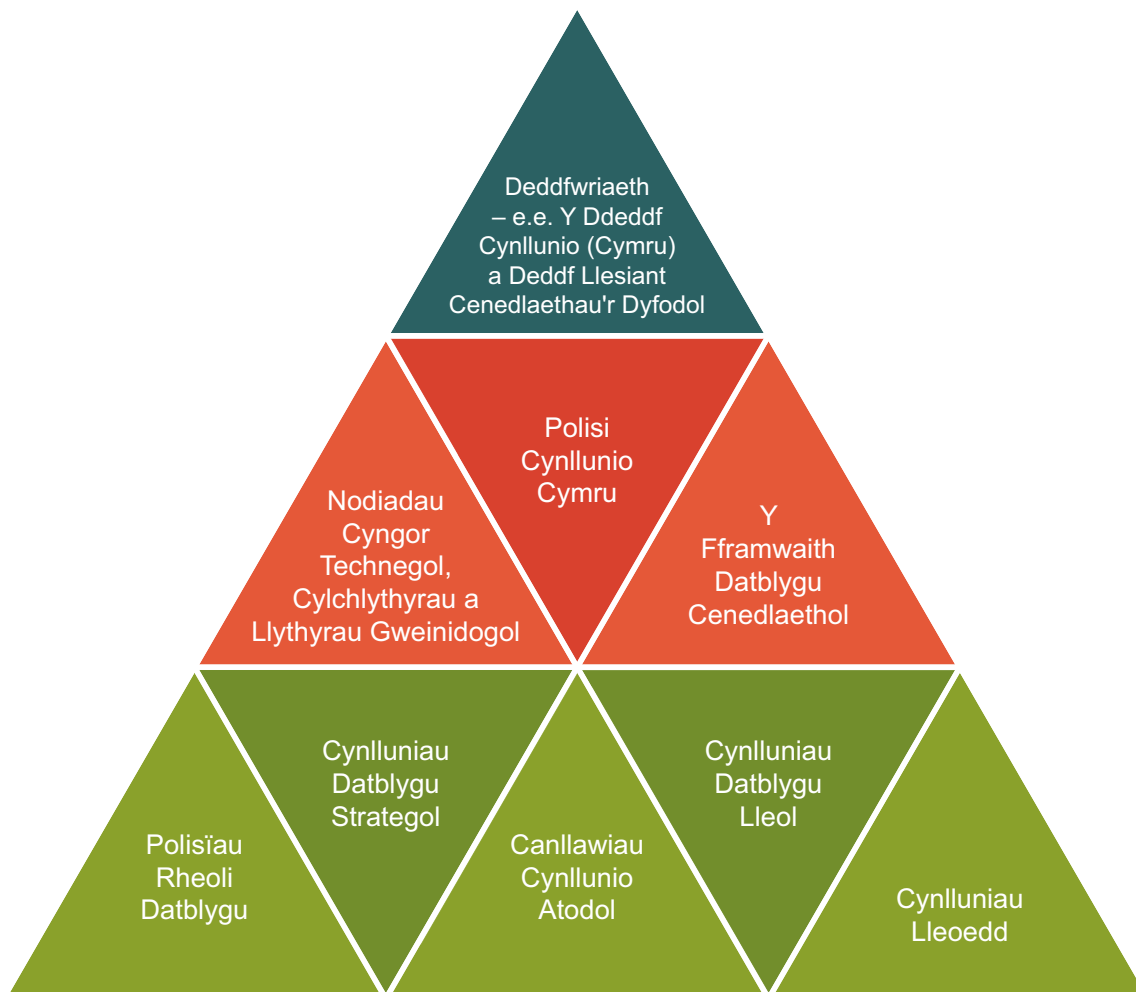 Deddfwriaeth
– e.e. Y Ddeddf
Cynllunio (Cymru)
a Deddf Llesiant
Cenedlaethau'r Dyfodol
Polisi
Cynllunio
Cymru
Nodiadau
Cyngor
Technegol,
Cylchlythyrau a
Llythyrau Gweinidogol
Y
Fframwaith
Datblygu
Cenedlaethol
Cynlluniau
Datblygu
Strategol
Cynlluniau
Datblygu
Lleol
Polisïau
Rheoli
Datblygu
Canllawiau
Cynllunio
Atodol
Cynlluniau
Lleoedd